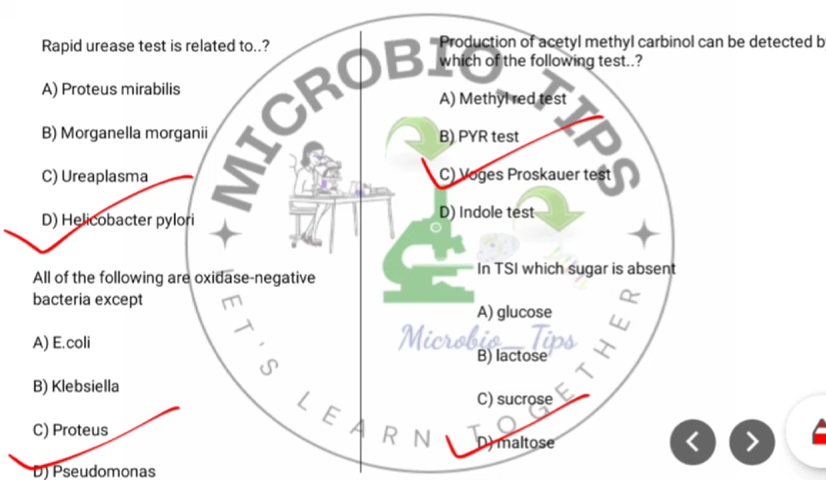 Rapid urease test is related to..?
A) Proteus mirabilis
B) Morganella morganii
C) Ureaplasma
D) Helicobacter pylori
All of the following are oxidase-negative
bacteria except
A) E.coli
B) Klebsiella
C) Proteus
D) Pseudomonas
Production of acetyl methyl carbinol can be detected b
which of the following test..?
A) Methyl red test
B) PYR test
C) Voges Proskauer test
D) Indole test
In TSI which sugar is absent
A) glucose
B) lactose
C) sucrose
D) maltose
MICROBIO_TIPS
Microbio_Tips
LET'S LEARN TOGETHER